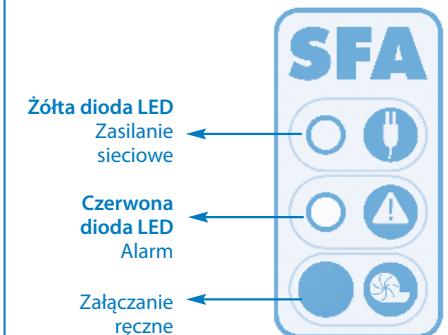 SFA
Żółta dioda LED
Zasilanie
sieciowe
Czerwona
dioda LED
Alarm
Załączanie
ręczne